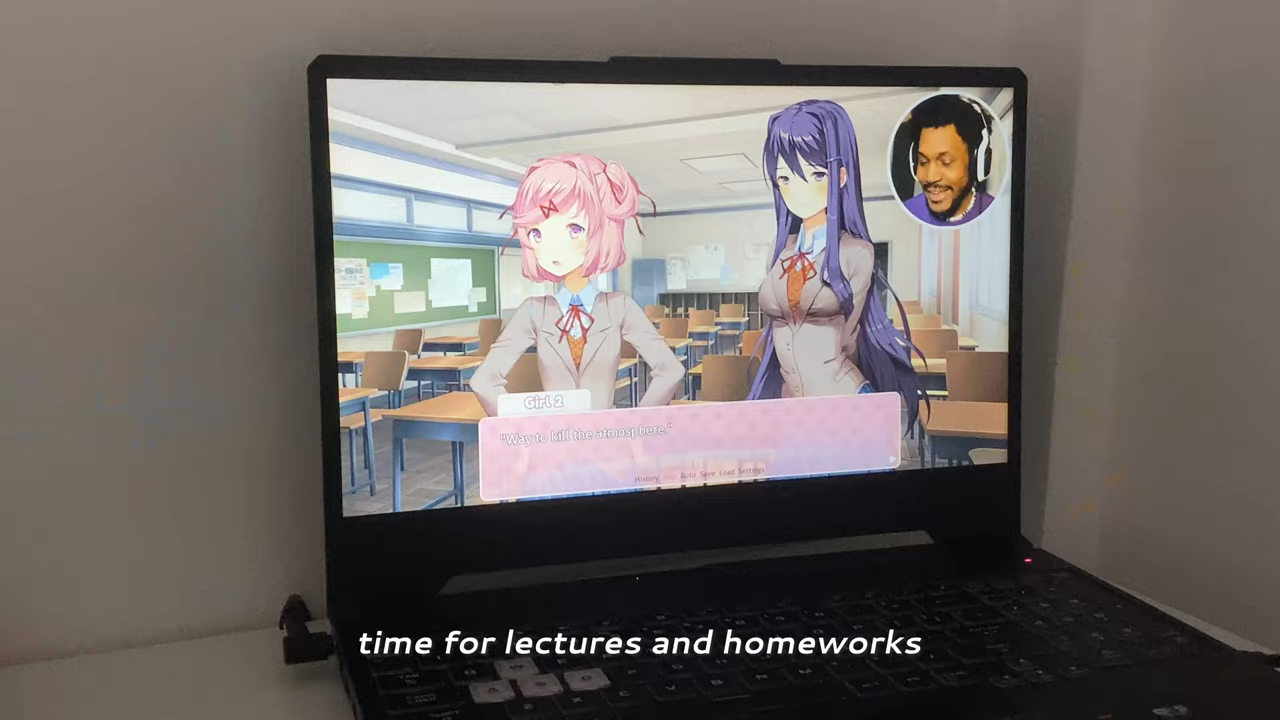 Girl 2
"Way to kill the atmosphere."
History Auto Save Load Settings
time for lectures and homeworks